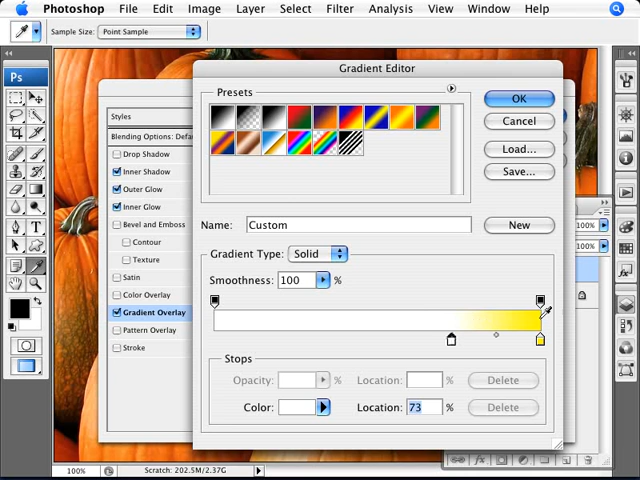 Photoshop File Edit Image Layer Select Filter Analysis View Window Help
Sample Size: Point Sample
Ps
Gradient Editor
Styles
Blending Options: Defa
Drop Shadow
Inner Shadow
Outer Glow
Inner Glow
Bevel and Emboss
Contour
Texture
Satin
Color Overlay
Gradient Overlay
Pattern Overlay
Stroke
Presets
OK
Cancel
Load...
Save...
Name: Custom
New
Gradient Type: Solid
Smoothness: 100 %
Stops
Opacity: % Location: Delete
Color: Location: 73 % Delete
100%
100%
100% Scratch: 202.5M/2.37G